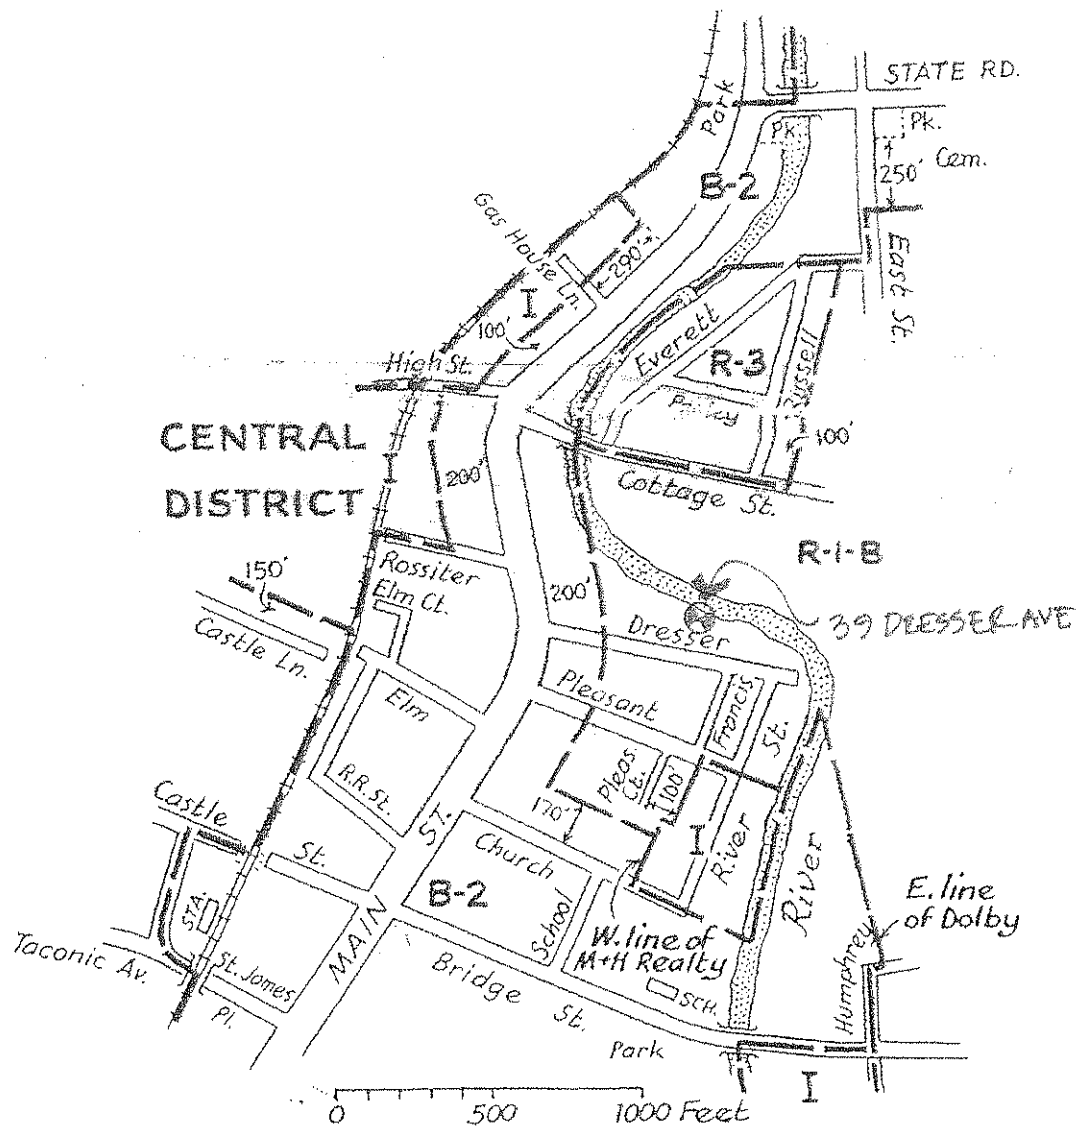 STATE RD.
Park
Pk.
Pk.
250'
Cem.
B-2
Gas House Ln.
290'
East St.
I
100'
Everett
R-3
Russell
High St.
100'
CENTRAL
DISTRICT
I
200'
Cottage St.
R-1-B
Rossiter
150'
Elm Ct.
200'
39 DRESSER AVE
Dresser
Castle Ln.
Elm
Pleasant
Francis
St.
R.R. St.
Pleas.
Ct.
100'
170'
Castle
St.
ST.
Church
I
River
River
B-2
School
E. line
of Dolby
STA.
W. line of
M+H Realty
Taconic Av.
St. James
Pl.
MAIN
Bridge
St.
SCH.
Humphrey
Park
I
0 500 1000 Feet